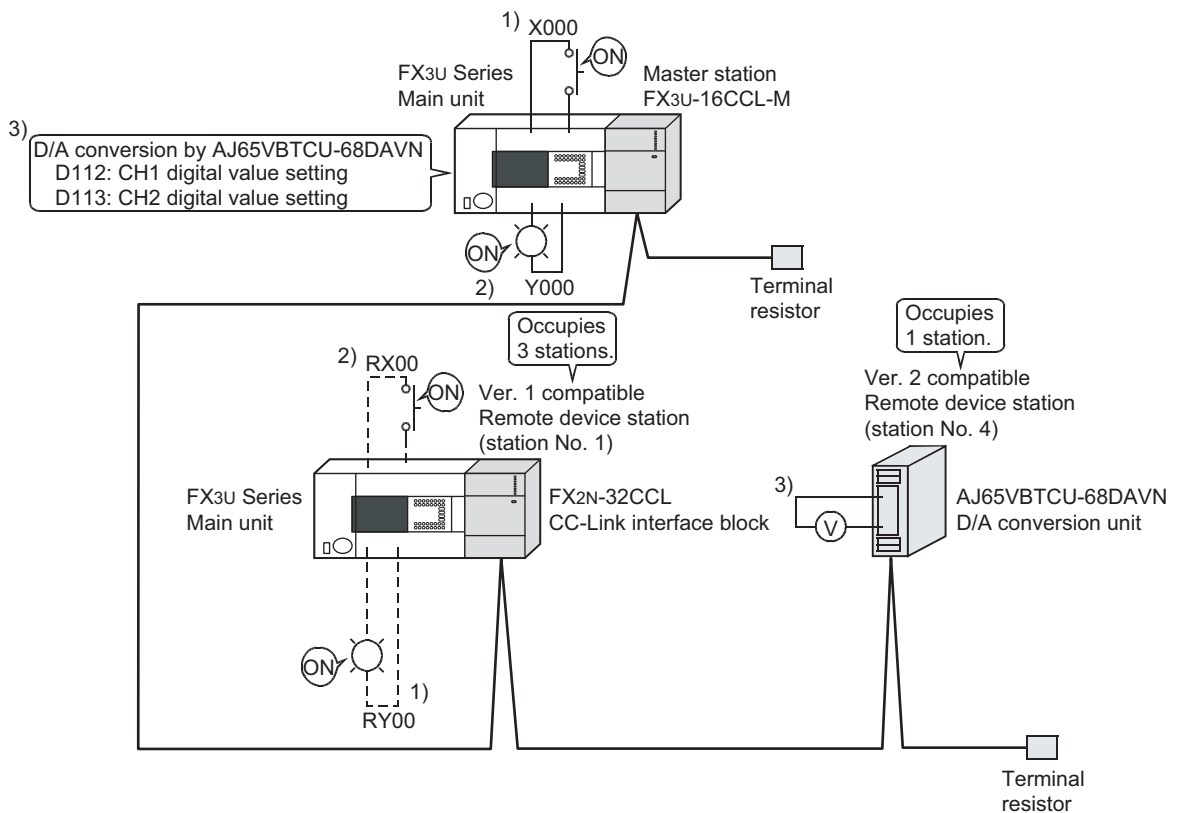 1) X000
ON
FX3U Series
Main unit
Master station
FX3U-16CCL-M
3)
D/A conversion by AJ65VBTCU-68DAVN
D112: CH1 digital value setting
D113: CH2 digital value setting
ON
2) Y000
Terminal
resistor
Occupies
3 stations.
Occupies
1 station.
2) RX00
ON
Ver. 1 compatible
Remote device station
(station No. 1)
Ver. 2 compatible
Remote device station
(station No. 4)
FX3U Series
Main unit
FX2N-32CCL
CC-Link interface block
3)
V
AJ65VBTCU-68DAVN
D/A conversion unit
ON
1)
RY00
Terminal
resistor